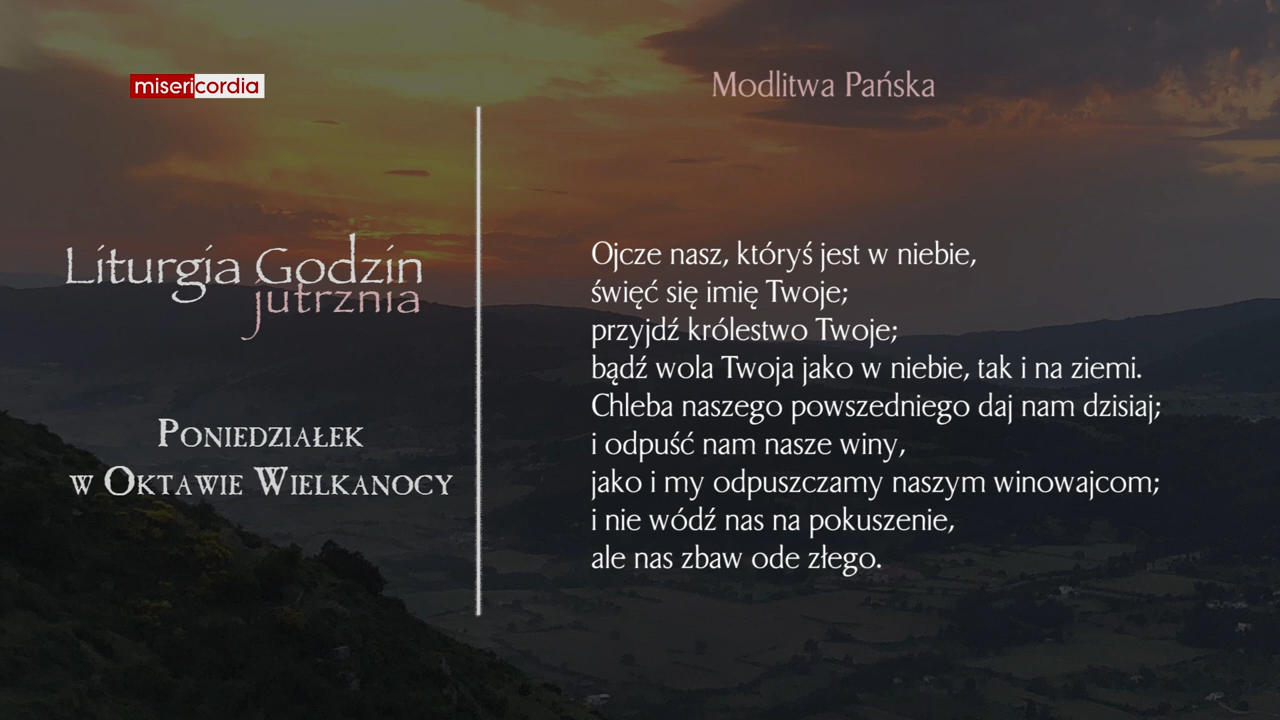 misericordia
Liturgia Godzin
jutrznia
Poniedziałek
w Oktawie Wielkanocy
Modlitwa Pańska
Ojcze nasz, któryś jest w niebie,
święć się imię Twoje;
przyjdź królestwo Twoje;
bądź wola Twoja jako w niebie, tak i na ziemi.
Chleba naszego powszedniego daj nam dzisiaj;
i odpuść nam nasze winy,
jako i my odpuszczamy naszym winowajcom;
i nie wódź nas na pokuszenie,
ale nas zbaw ode złego.